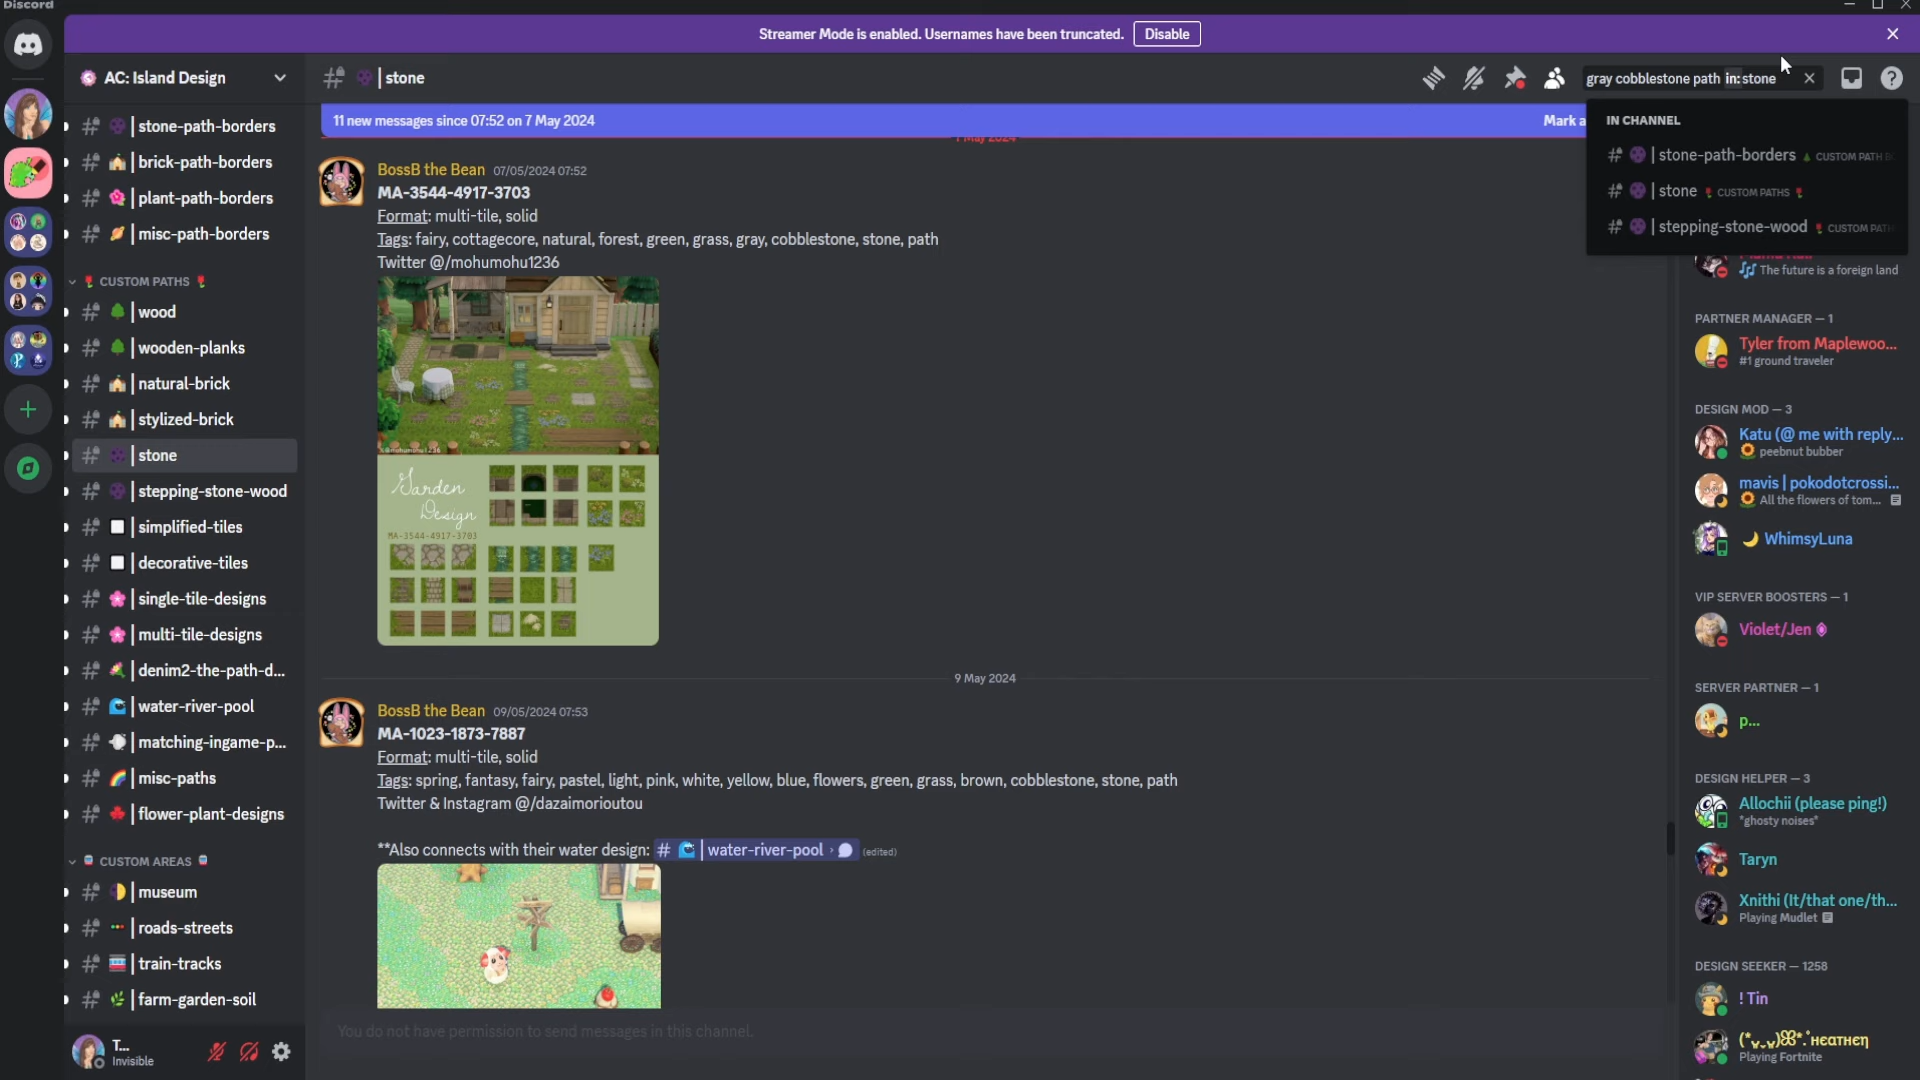 Discord
Streamer Mode is enabled. Usernames have been truncated.
Disable
AC: Island Design
stone-path-borders
brick-path-borders
plant-path-borders
misc-path-borders
CUSTOM PATHS
wood
wooden-planks
natural-brick
stylized-brick
stone
stepping-stone-wood
simplified-tiles
decorative-tiles
single-tile-designs
multi-tile-designs
denim2-the-path-d...
water-river-pool
matching-ingame-p...
misc-paths
flower-plant-designs
CUSTOM AREAS
museum
roads-streets
train-tracks
farm-garden-soil
T...
Invisible
stone
11 new messages since 07:52 on 7 May 2024
Mark a
7 May 2024
BossB the Bean 07/05/2024 07:52
MA-3544-4917-3703
Format: multi-tile, solid
Tags: fairy, cottagecore, natural, forest, green, grass, gray, cobblestone, stone, path
Twitter @/mohumohu1236
Garden
Design
MA-3544-4917-3703
9 May 2024
BossB the Bean 09/05/2024 07:53
MA-1023-1873-7887
Format: multi-tile, solid
Tags: spring, fantasy, fairy, pastel, light, pink, white, yellow, blue, flowers, green, grass, brown, cobblestone, stone, path
Twitter & Instagram @/dazaimorioutou
**Also connects with their water design: # | water-river-pool › (edited)
You do not have permission to send messages in this channel.
gray cobblestone path in:stone
IN CHANNEL
stone-path-borders
stone CUSTOM PATHS
stepping-stone-wood
The future is a foreign land
PARTNER MANAGER — 1
Tyler from Maplewoo...
#1 ground traveler
DESIGN MOD — 3
Katu (@ me with reply...
peebnut bubber
mavis | pokodotcrossi...
All the flowers of tom...
WhimsyLuna
VIP SERVER BOOSTERS — 1
Violet/Jen
SERVER PARTNER — 1
p...
DESIGN HELPER — 3
Allochii (please ping!)
*ghosty noises*
Taryn
Xnithi (It/that one/th...
Playing Mudlet
DESIGN SEEKER — 1258
! Tin
Playing Fortnite